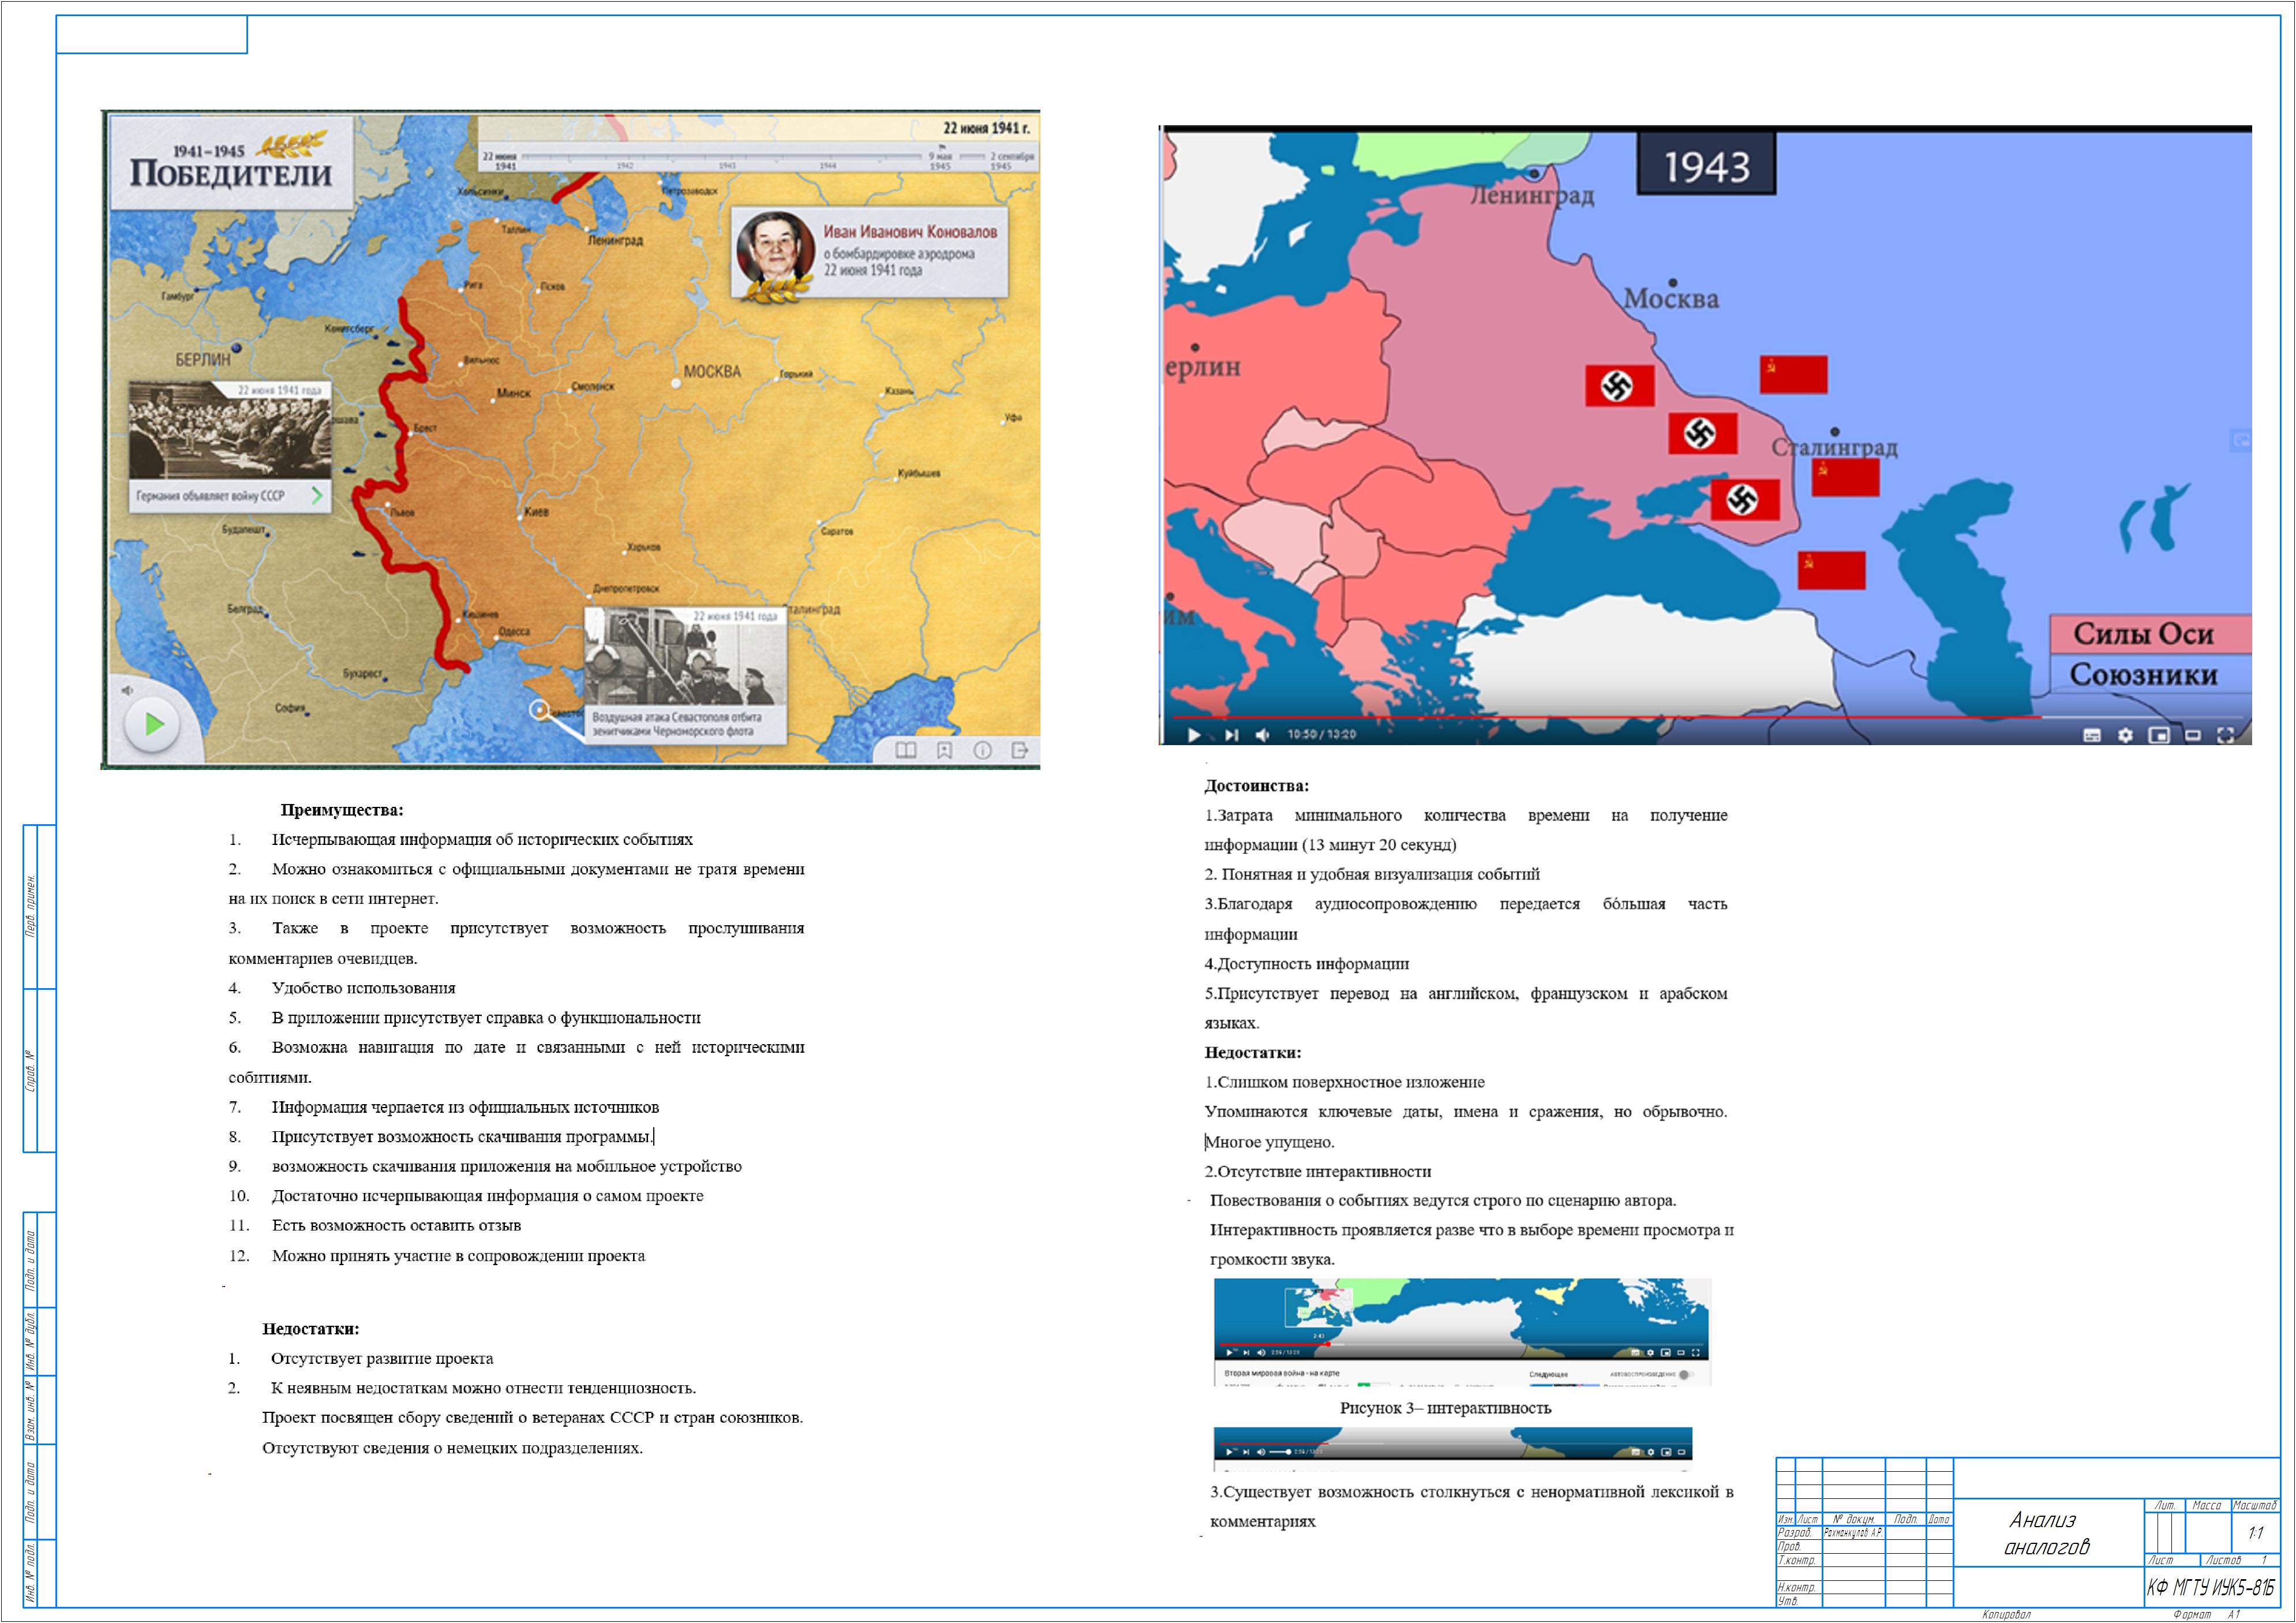 1941–1945
ПОБЕДИТЕЛИ
22 июня 1941 г.
22 июня
1941
1942
1943
1944
9 мая
1945
2 сентября
1945
Хельсинки
Петрозаводск
Таллин
Ленинград
Иван Иванович Коновалов
о бомбардировке аэродрома
22 июня 1941 года
Гамбург
Рига
Псков
Кенигсберг
БЕРЛИН
Вильнюс
МОСКВА
Горький
Минск
Смоленск
Казань
22 июня 1941 года
шава
Брест
Уфа
Куйбышев
Германия объявляет войну СССР
Львов
Киев
Будапешт
Саратов
Харьков
Днепропетровск
Белград
Кишинев
22 июня 1941 года
талинград
Одесса
Бухарест
София
Воздушная атака Севастополя отбита
зенитчиками Черноморского флота
1943
Ленинград
Москва
ерлин
Сталинград
им
Силы Оси
Союзники
10:50 / 13:20
Преимущества:
1. Исчерпывающая информация об исторических событиях
2. Можно ознакомиться с официальными документами не тратя времени
на их поиск в сети интернет.
3. Также в проекте присутствует возможность прослушивания
комментариев очевидцев.
4. Удобство использования
5. В приложении присутствует справка о функциональности
6. Возможна навигация по дате и связанными с ней историческими
собитиями.
7. Информация черпается из официальных источников
8. Присутствует возможность скачивания программы.
9. возможность скачивания приложения на мобильное устройство
10. Достаточно исчерпывающая информация о самом проекте
11. Есть возможность оставить отзыв
12. Можно принять участие в сопровождении проекта
Недостатки:
1. Отсутствует развитие проекта
2. К неявным недостаткам можно отнести тенденциозность.
Проект посвящен сбору сведений о ветеранах СССР и стран союзников.
Отсутствуют сведения о немецких подразделениях.
Достоинства:
1.Затрата минимального количества времени на получение
информации (13 минут 20 секунд)
2. Понятная и удобная визуализация событий
3.Благодаря аудиосопровождению передается бо́льшая часть
информации
4.Доступность информации
5.Присутствует перевод на английском, французском и арабском
языках.
Недостатки:
1.Слишком поверхностное изложение
Упоминаются ключевые даты, имена и сражения, но обрывочно.
Многое упущено.
2.Отсутствие интерактивности
Повествования о событиях ведутся строго по сценарию автора.
Интерактивность проявляется разве что в выборе времени просмотра и
громкости звука.
Вторая мировая война - на карте
Следующее
АВТОВОСПРОИЗВЕДЕНИЕ
Рисунок 3– интерактивность
3.Существует возможность столкнуться с ненормативной лексикой в
комментариях
Перв. примен.
Справ. №
Подп. и дата
Инв. № дубл.
Взам. инв. №
Подп. и дата
Инв. № подл.
Изм. Лист № докум. Подп. Дата
Разраб. Рахманкулов А.Р.
Пров.
Т.контр.
Н.контр.
Утв.
Анализ
аналогов
Лит. Масса Масштаб
1:1
Лист Листов 1
КФ МГТУ ИУК5-81Б
Копировал Формат А1